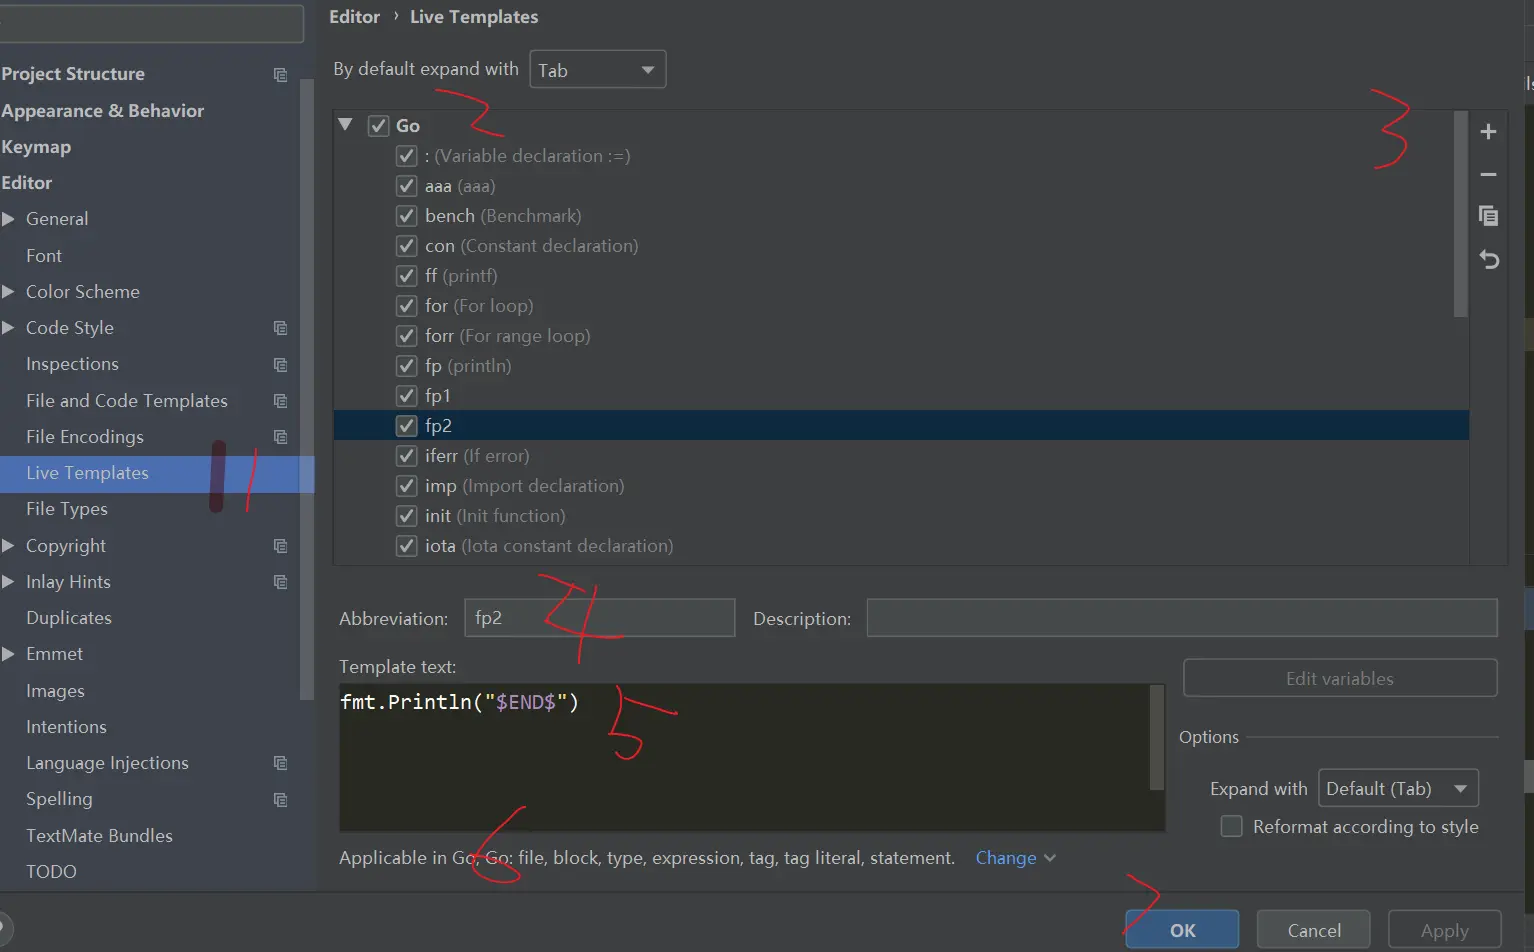 Editor › Live Templates
By default expand with Tab
Project Structure
Appearance & Behavior
Keymap
Editor
General
Font
Color Scheme
Code Style
Inspections
File and Code Templates
File Encodings
Live Templates
File Types
Copyright
Inlay Hints
Duplicates
Emmet
Images
Intentions
Language Injections
Spelling
TextMate Bundles
TODO
1
2
3
Go
: (Variable declaration :=)
aaa (aaa)
bench (Benchmark)
con (Constant declaration)
ff (printf)
for (For loop)
forr (For range loop)
fp (println)
fp1
fp2
iferr (If error)
imp (Import declaration)
init (Init function)
iota (Iota constant declaration)
Abbreviation: fp2 4 Description:
Template text:
fmt.Println("$END$") 5
Edit variables
Options
Expand with Default (Tab)
Reformat according to style
6
Applicable in Go, Go: file, block, type, expression, tag, tag literal, statement. Change
7
OK Cancel Apply